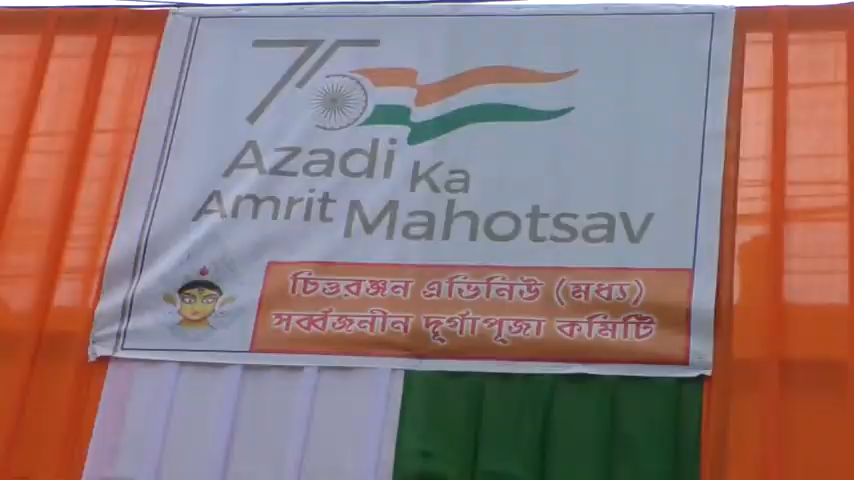 75
Azadi Ka
Amrit Mahotsav
চিত্তরঞ্জন এভিনিউ (মধ্য)
সর্ব্বজনীন দূর্গাপূজা কমিটি